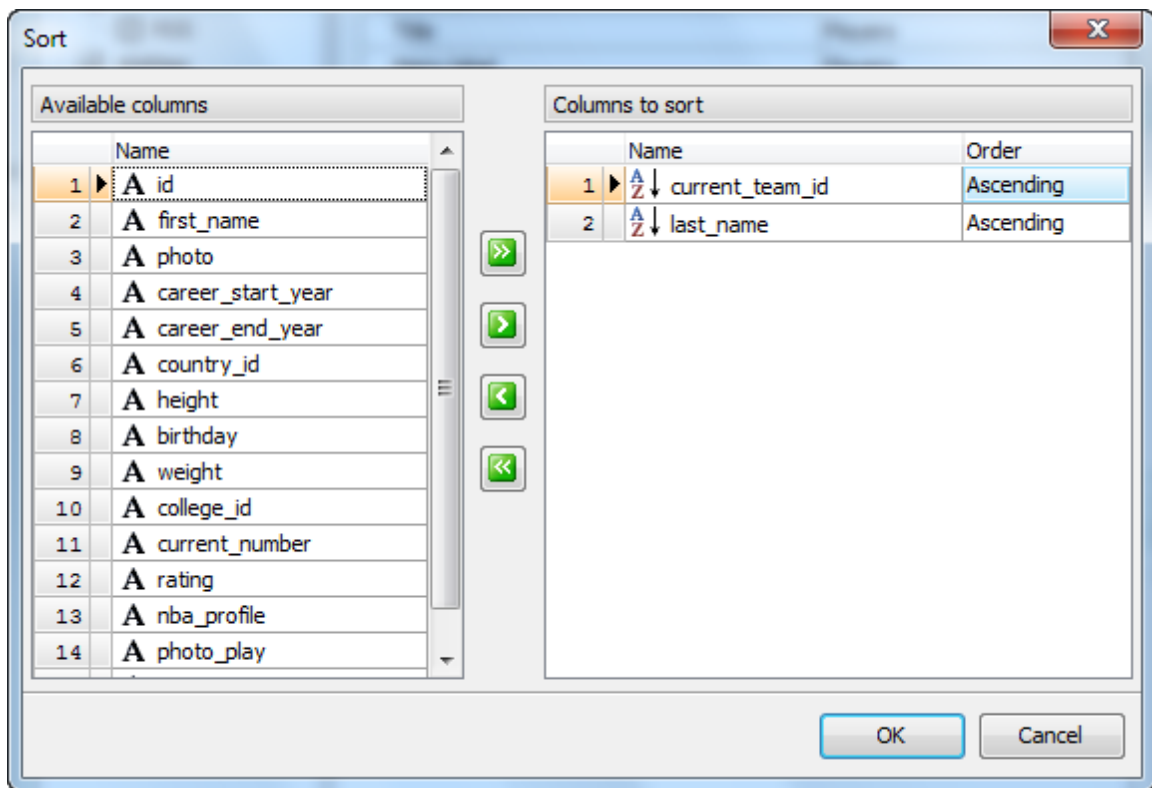 Sort
Available columns
Columns to sort
Name
1 A id
2 A first_name
3 A photo
4 A career_start_year
5 A career_end_year
6 A country_id
7 A height
8 A birthday
9 A weight
10 A college_id
11 A current_number
12 A rating
13 A nba_profile
14 A photo_play
Name Order
1 AZ current_team_id Ascending
2 AZ last_name Ascending
OK Cancel